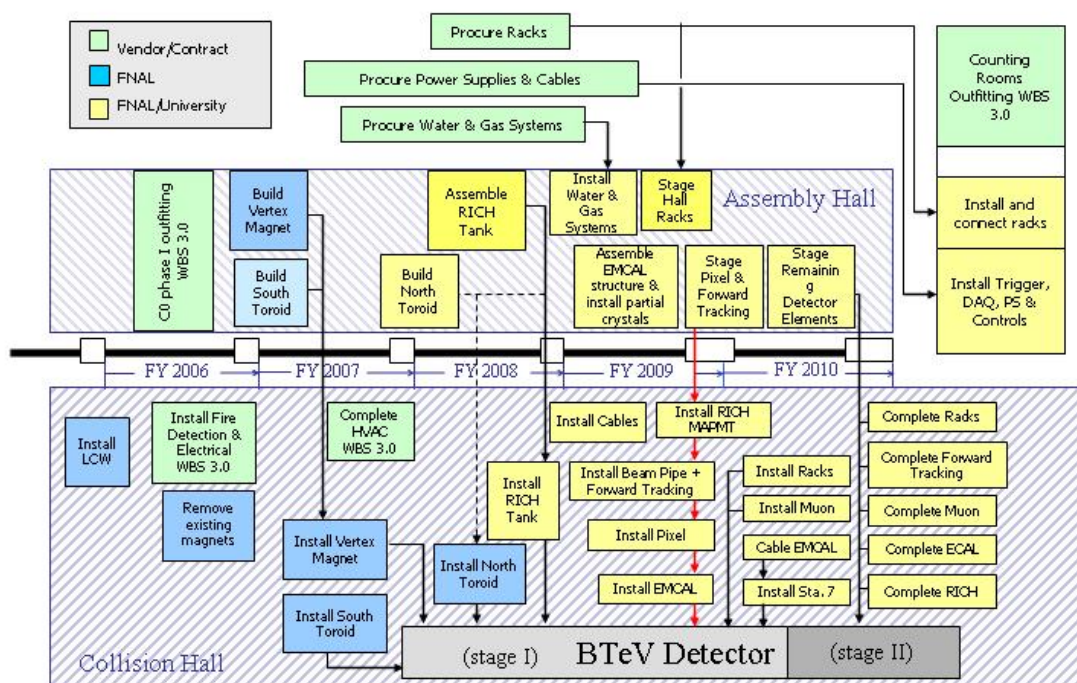 Vendor/Contract
FNAL
FNAL/University
Procure Racks
Procure Power Supplies & Cables
Procure Water & Gas Systems
Counting
Rooms
Outfitting WBS
3.0
Install and
connect racks
Install Trigger,
DAQ, PS &
Controls
Assembly Hall
C0 phase I outfitting
WBS 3.0
Build
Vertex
Magnet
Build
South
Toroid
Assemble
RICH
Tank
Build
North
Toroid
Install
Water &
Gas
Systems
Stage
Hall
Racks
Assemble
EMCAL
structure &
install partial
crystals
Stage
Pixel &
Forward
Tracking
Stage
Remainin
g
Detector
Elements
FY 2006
FY 2007
FY 2008
FY 2009
FY 2010
Install
LCW
Install Fire
Detection &
Electrical
WBS 3.0
Remove
existing
magnets
Complete
HVAC
WBS 3.0
Install Vertex
Magnet
Install South
Toroid
Install
RICH
Tank
Install North
Toroid
Install Cables
Install RICH
MAPMT
Install Beam Pipe +
Forward Tracking
Install Pixel
Install EMCAL
Install Racks
Install Muon
Cable EMCAL
Install Sta. 7
Complete Racks
Complete Forward
Tracking
Complete Muon
Complete ECAL
Complete RICH
Collision Hall
(stage I) BTeV Detector (stage II)